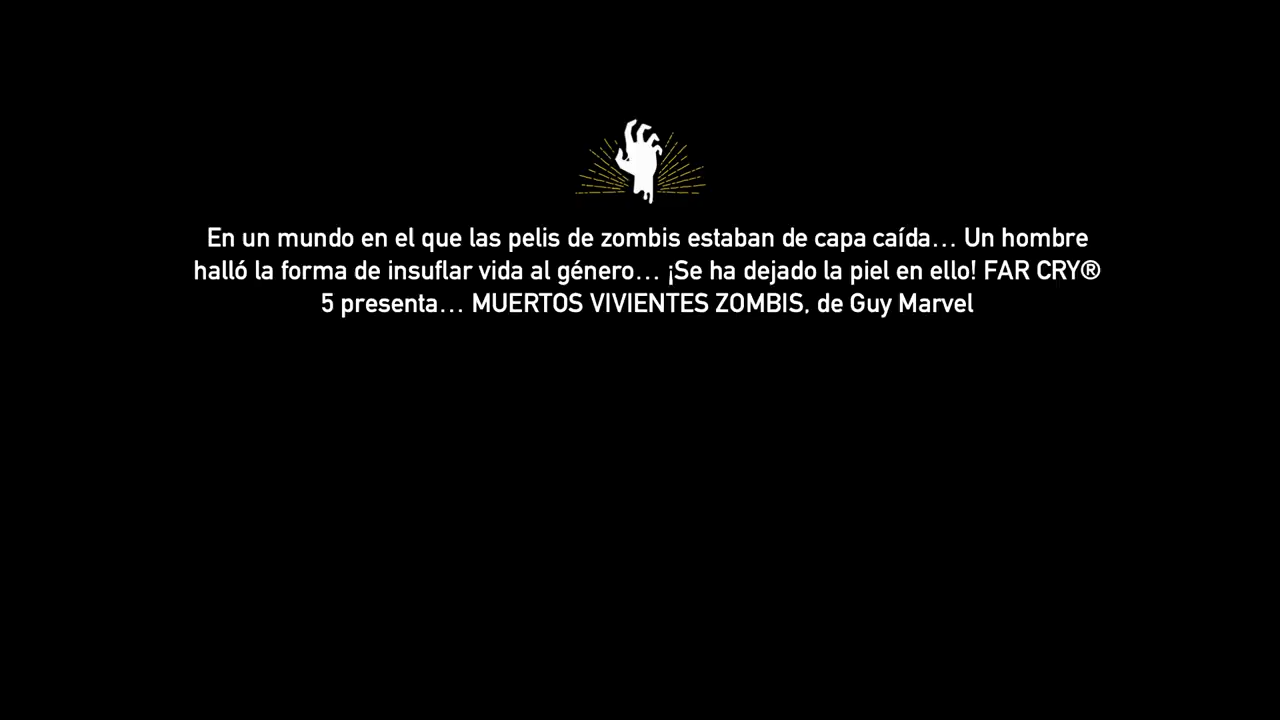 En un mundo en el que las pelis de zombis estaban de capa caída... Un hombre
halló la forma de insuflar vida al género... ¡Se ha dejado la piel en ello! FAR CRY®
5 presenta... MUERTOS VIVIENTES ZOMBIS, de Guy Marvel